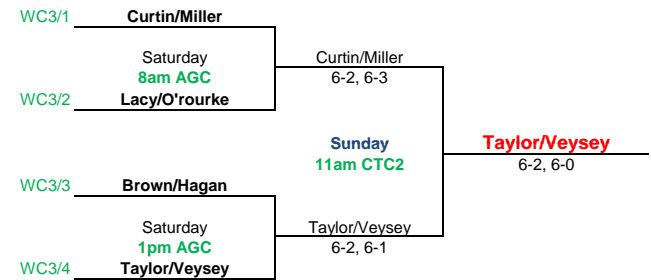 WC3/1 Curtin/Miller
Saturday
8am AGC
WC3/2 Lacy/O'rourke
Curtin/Miller
6-2, 6-3
Sunday
11am CTC2
Taylor/Veysey
6-2, 6-0
WC3/3 Brown/Hagan
Saturday
1pm AGC
WC3/4 Taylor/Veysey
Taylor/Veysey
6-2, 6-1